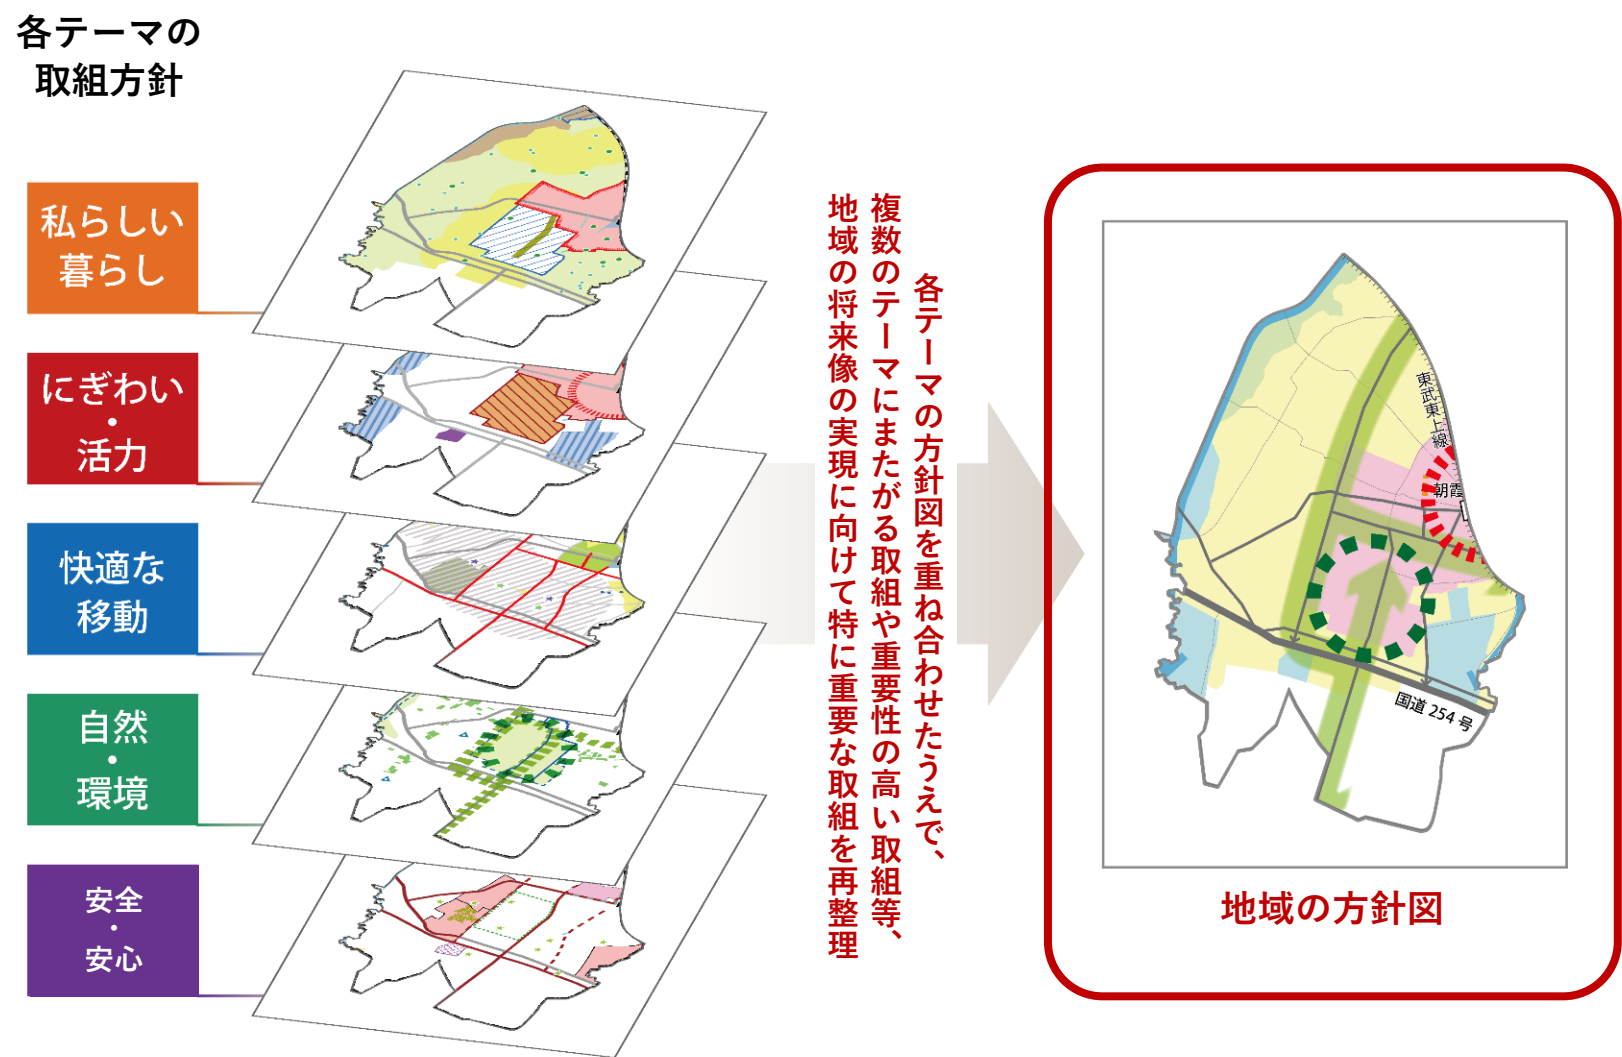 各テーマの
取組方針
私らしい
暮らし
にぎわい
・
活力
快適な
移動
自然
・
環境
安全
・
安心
各テーマの方針図を重ね合わせたうえで、
複数のテーマにまたがる取組や重要性の高い取組等、
地域の将来像の実現に向けて特に重要な取組を再整理
東武東上線
朝霞
国道 254 号
地域の方針図